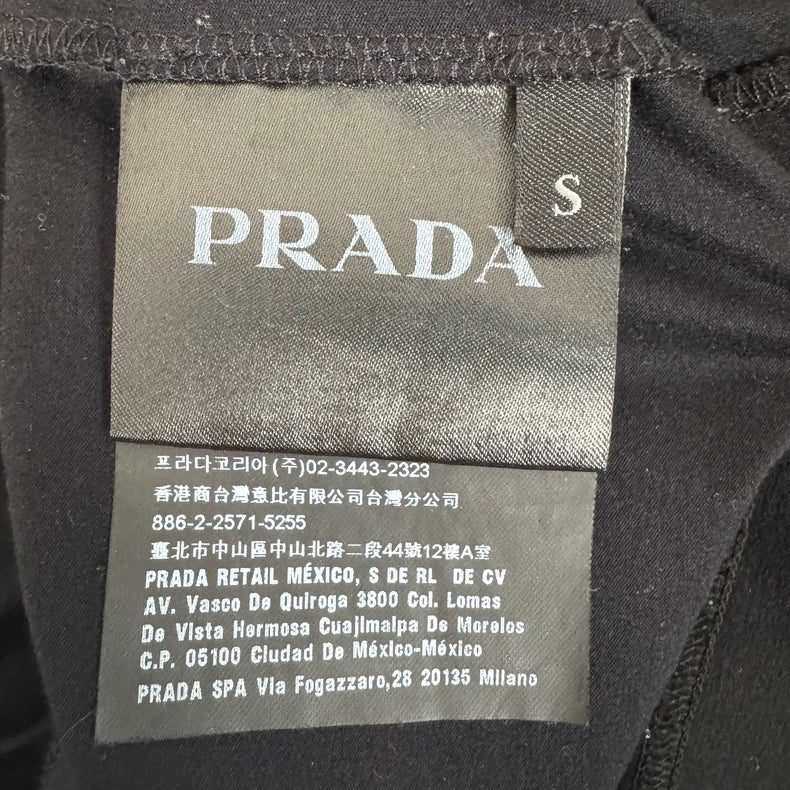 PRADA
S
프라다코리아(주)02-3443-2323
香港商台灣意比有限公司台灣分公司
886-2-2571-5255
臺北市中山區中山北路二段44號12樓A室
PRADA RETAIL MÉXICO, S DE RL DE CV
AV. Vasco De Quiroga 3800 Col. Lomas
De Vista Hermosa Cuajimalpa De Morelos
C.P. 05100 Ciudad De México-México
PRADA SPA Via Fogazzaro,28 20135 Milano